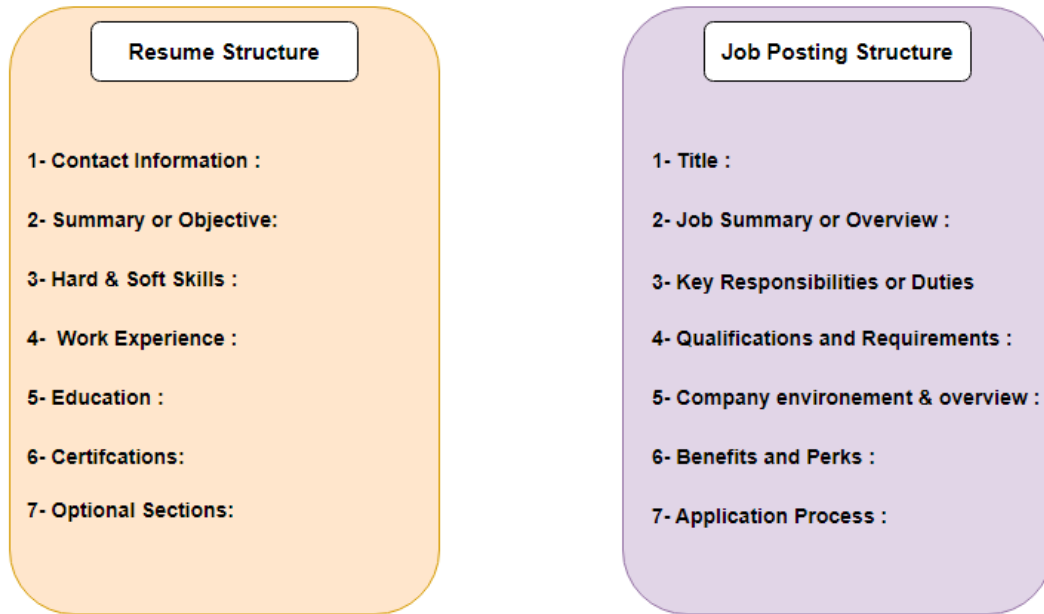 Resume Structure
1- Contact Information :
2- Summary or Objective:
3- Hard & Soft Skills :
4- Work Experience :
5- Education :
6- Certifcations:
7- Optional Sections:
Job Posting Structure
1- Title :
2- Job Summary or Overview :
3- Key Responsibilities or Duties
4- Qualifications and Requirements :
5- Company environement & overview :
6- Benefits and Perks :
7- Application Process :